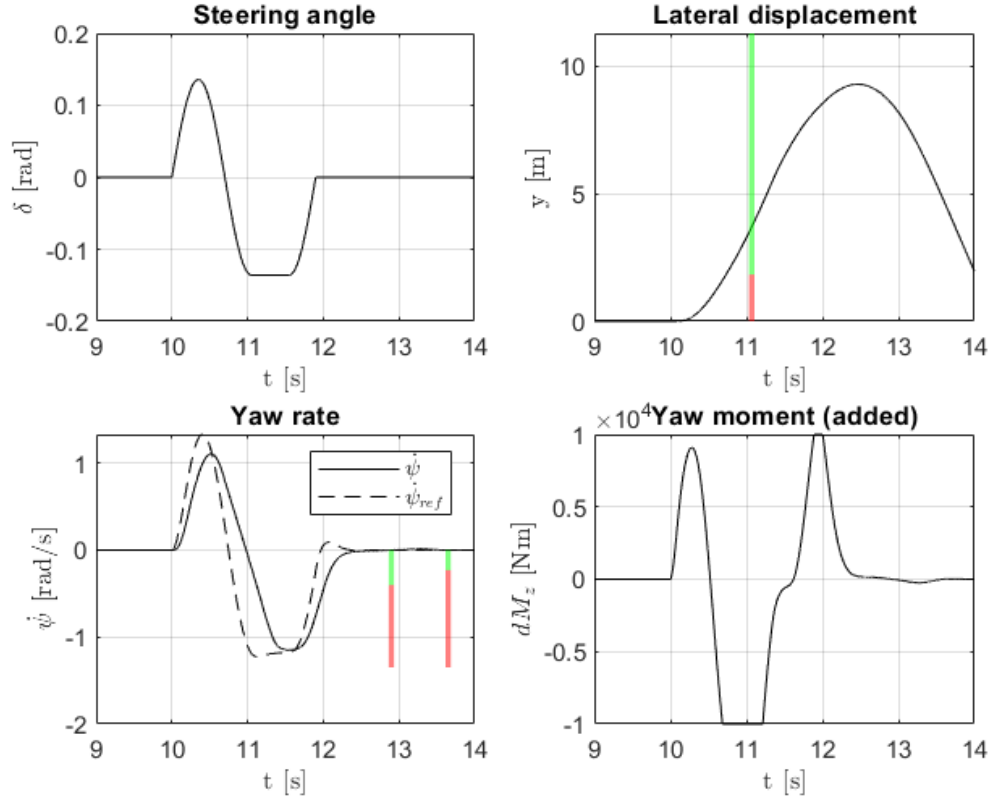 Steering angle
0.2
0.1
0
-0.1
-0.2
δ [rad]
9 10 11 12 13 14
t [s]
Lateral displacement
10
5
0
y [m]
9 10 11 12 13 14
t [s]
Yaw rate
1
0
-1
-2
ψ̇ [rad/s]
ψ̇
ψ̇ref
9 10 11 12 13 14
t [s]
×10⁴ Yaw moment (added)
1
0.5
0
-0.5
-1
dMz [Nm]
9 10 11 12 13 14
t [s]